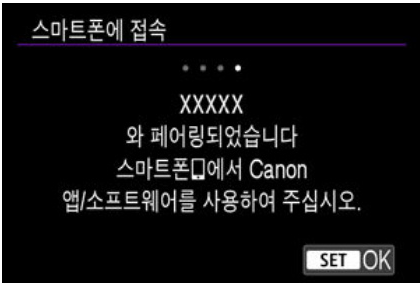 스마트폰에 접속
XXXXX
와 페어링되었습니다
스마트폰에서 Canon
앱/소프트웨어를 사용하여 주십시오.
SET OK